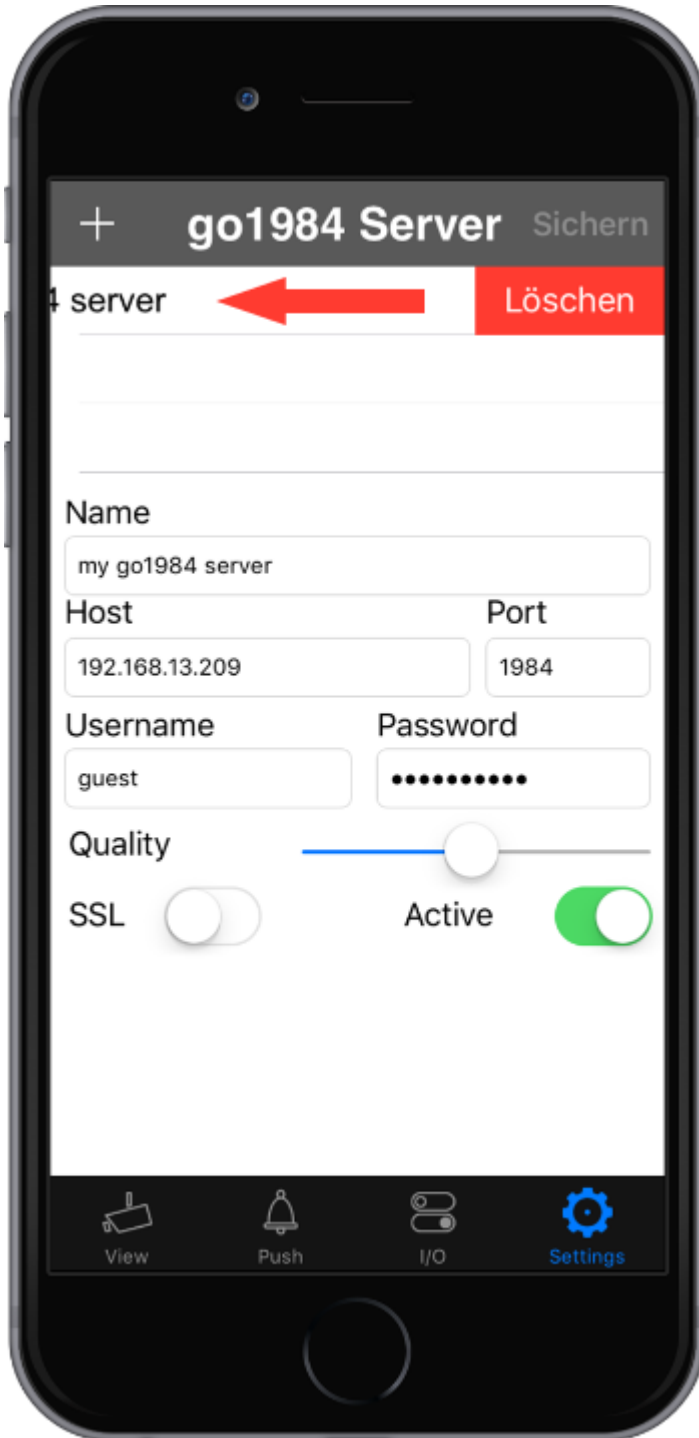 + go1984 Server Sichern
4 server Löschen
Name
my go1984 server
Host Port
192.168.13.209 1984
Username Password
guest ••••••••••
Quality
SSL Active
View Push I/O Settings